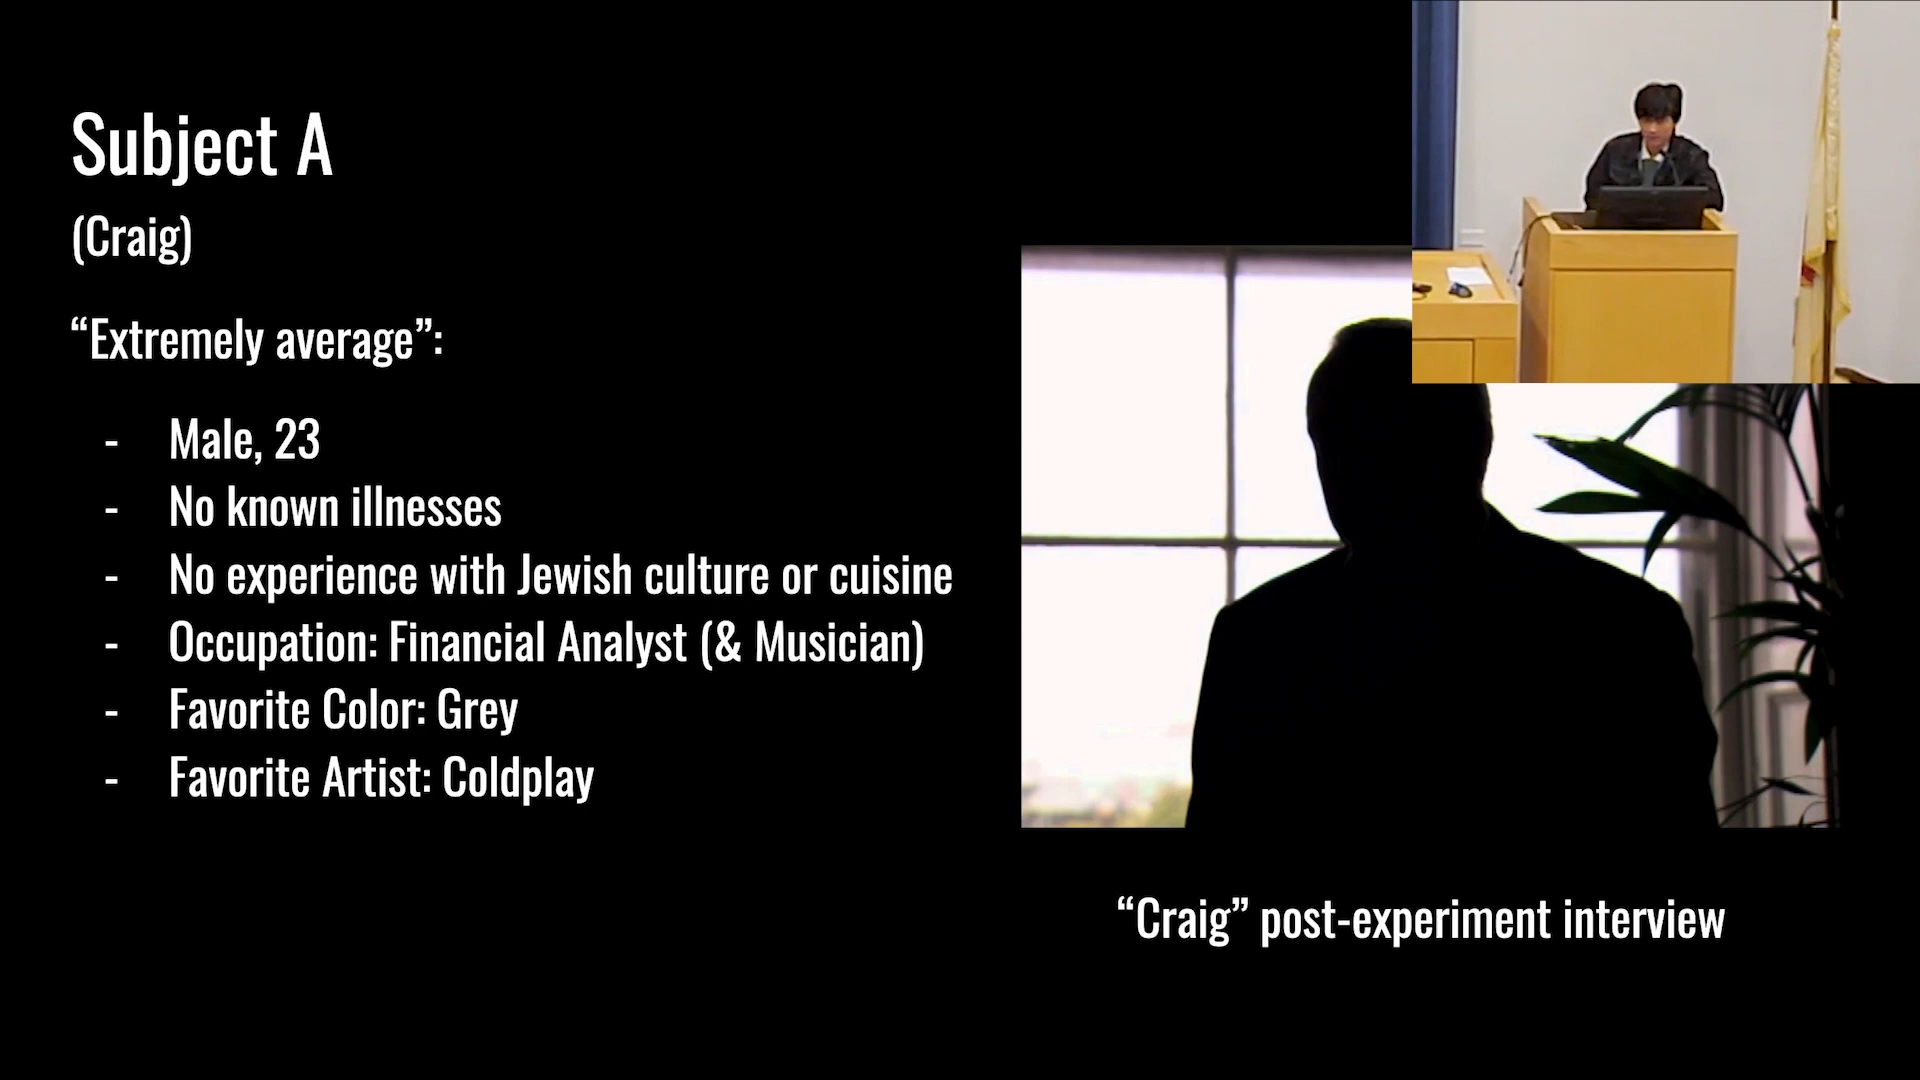 Subject A
(Craig)
“Extremely average”:
- Male, 23
- No known illnesses
- No experience with Jewish culture or cuisine
- Occupation: Financial Analyst (& Musician)
- Favorite Color: Grey
- Favorite Artist: Coldplay
“Craig” post-experiment interview